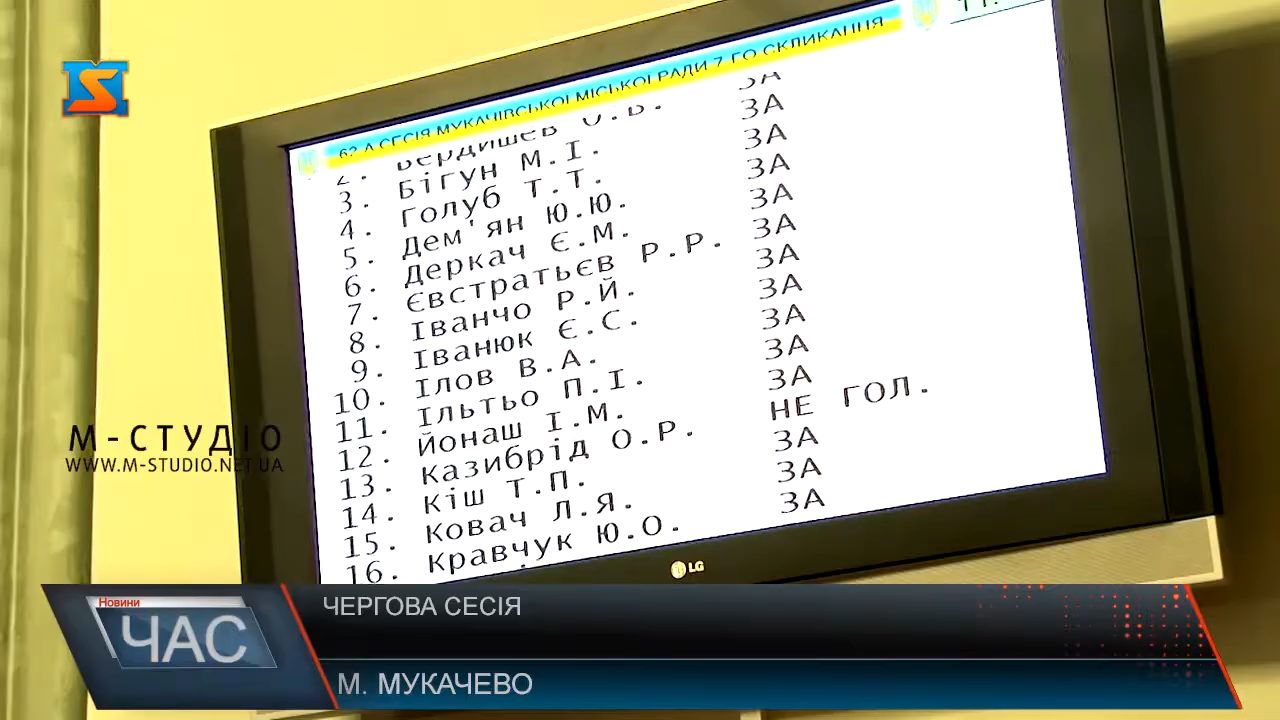 62-А СЕСІЯ МУКАЧІВСЬКОЇ МІСЬКОЇ РАДИ 7-ГО СКЛИКАННЯ
2. Бердишев О.В. ЗА
3. Бігун М.І. ЗА
4. Голуб Т.Т. ЗА
5. Дем'ян Ю.Ю. ЗА
6. Деркач Є.М. ЗА
7. Євстратьєв Р.Р. ЗА
8. Іванчо Р.Й. ЗА
9. Іванюк Є.С. ЗА
10. Ілов В.А. ЗА
11. Ільтьо П.І. ЗА
12. Йонаш І.М. ЗА
13. Казибрід О.Р. НЕ ГОЛ.
14. Кіш Т.П. ЗА
15. Ковач Л.Я. ЗА
16. Кравчук Ю.О. ЗА
LG
М-СТУДІО
WWW.M-STUDIO.NET.UA
Новини
ЧАС
ЧЕРГОВА СЕСІЯ
М. МУКАЧЕВО